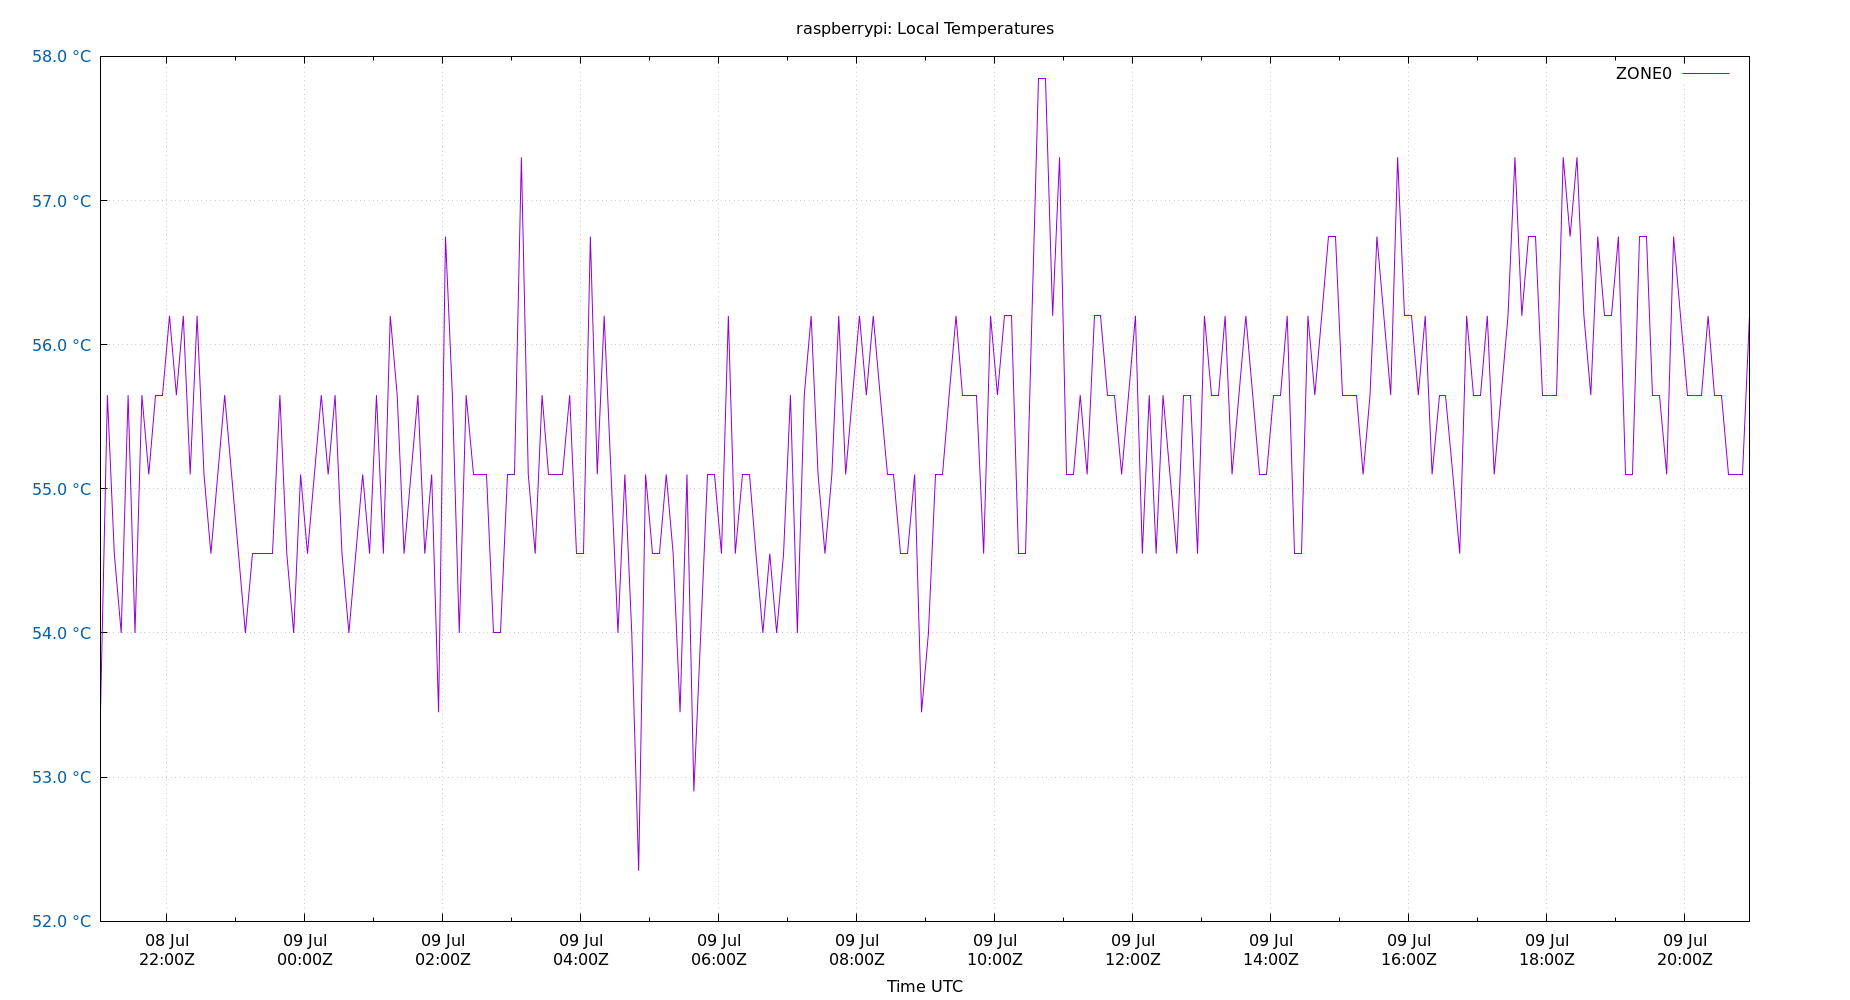 raspberrypi: Local Temperatures
ZONE0
58.0 °C
57.0 °C
56.0 °C
55.0 °C
54.0 °C
53.0 °C
52.0 °C
08 Jul 09 Jul 09 Jul 09 Jul 09 Jul 09 Jul 09 Jul 09 Jul 09 Jul 09 Jul 09 Jul 09 Jul
22:00Z 00:00Z 02:00Z 04:00Z 06:00Z 08:00Z 10:00Z 12:00Z 14:00Z 16:00Z 18:00Z 20:00Z
Time UTC